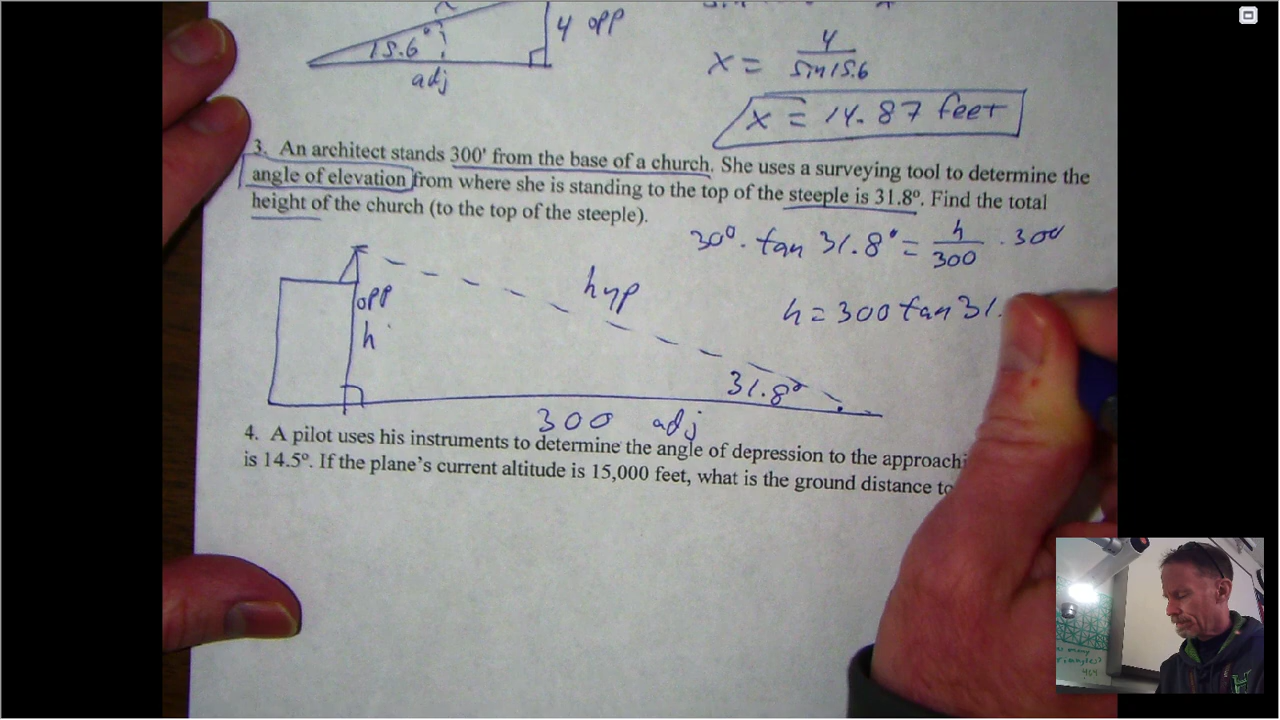 4 opp
15.6°
adj
x = 4
sin 15.6
x = 14.87 feet
3. An architect stands 300' from the base of a church. She uses a surveying tool to determine the
angle of elevation from where she is standing to the top of the steeple is 31.8º. Find the total
height of the church (to the top of the steeple).
300 · tan 31.8° = h/300 · 300
hyp
opp
h
h = 300 tan 31.
31.8°
300 adj
4. A pilot uses his instruments to determine the angle of depression to the approachi
is 14.5º. If the plane's current altitude is 15,000 feet, what is the ground distance to